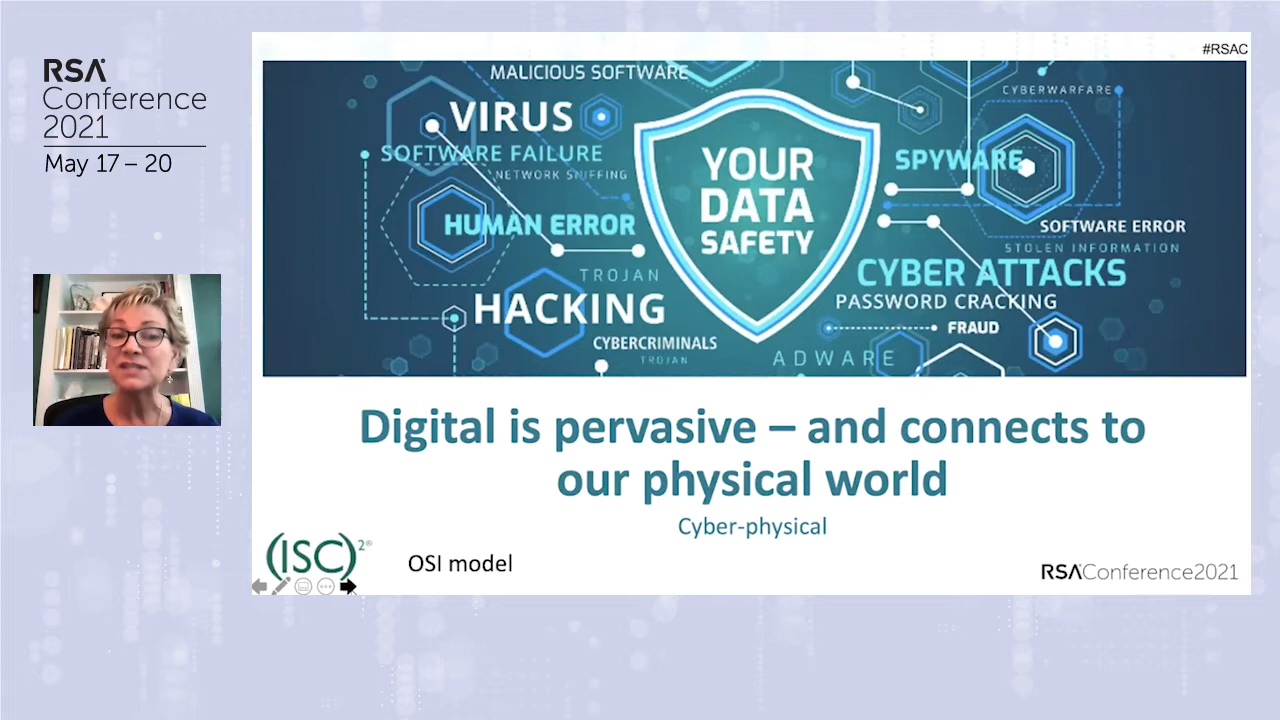 RSA
Conference
2021
May 17 – 20
#RSAC
MALICIOUS SOFTWARE
VIRUS
SOFTWARE FAILURE
NETWORK SNIFFING
HUMAN ERROR
TROJAN
HACKING
CYBERCRIMINALS
TROJAN
YOUR
DATA
SAFETY
CYBERWARFARE
SPYWARE
SOFTWARE ERROR
STOLEN INFORMATION
CYBER ATTACKS
PASSWORD CRACKING
FRAUD
ADWARE
Digital is pervasive – and connects to
our physical world
Cyber-physical
(ISC)²®
OSI model
RSAConference2021